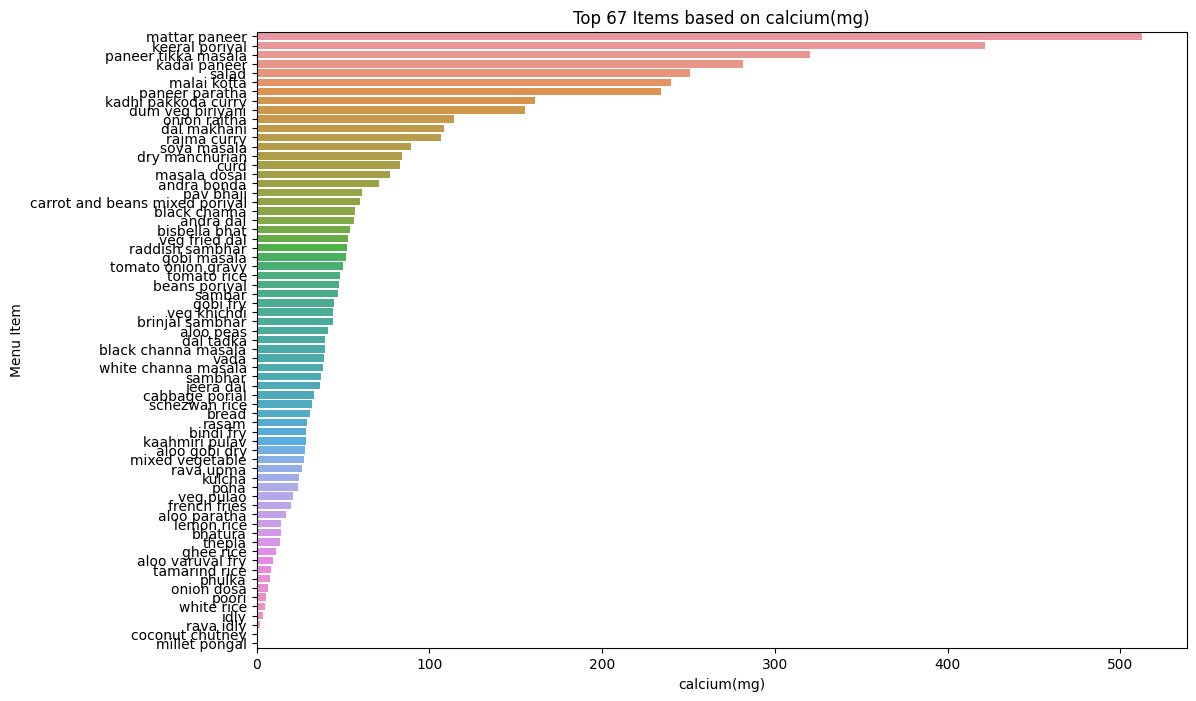 Top 67 Items based on calcium(mg)
mattar paneer
keeral poriyal
paneer tikka masala
kadai paneer
salad
malai kofta
paneer paratha
kadhi pakkoda curry
dum veg biriyani
onion raitha
dal makhani
rajma curry
soya masala
dry manchurian
curd
masala dosai
andra bonda
pav bhaji
carrot and beans mixed poriyal
black channa
andra dal
bisbella bhat
veg fried dal
raddish sambhar
gobi masala
tomato onion gravy
tomato rice
beans poriyal
sambar
gobi fry
veg khichdi
brinjal sambhar
aloo peas
dal tadka
black channa masala
vada
white channa masala
sambhar
jeera dal
cabbage porial
schezwan rice
bread
rasam
bindi fry
kaahmiri pulav
aloo gobi dry
mixed vegetable
rava upma
kulcha
poha
veg pulao
french fries
aloo paratha
lemon rice
bhatura
thepla
ghee rice
aloo varuval fry
tamarind rice
phulka
onion dosa
poori
white rice
idly
rava idly
coconut chutney
millet pongal
Menu Item
0 100 200 300 400 500
calcium(mg)